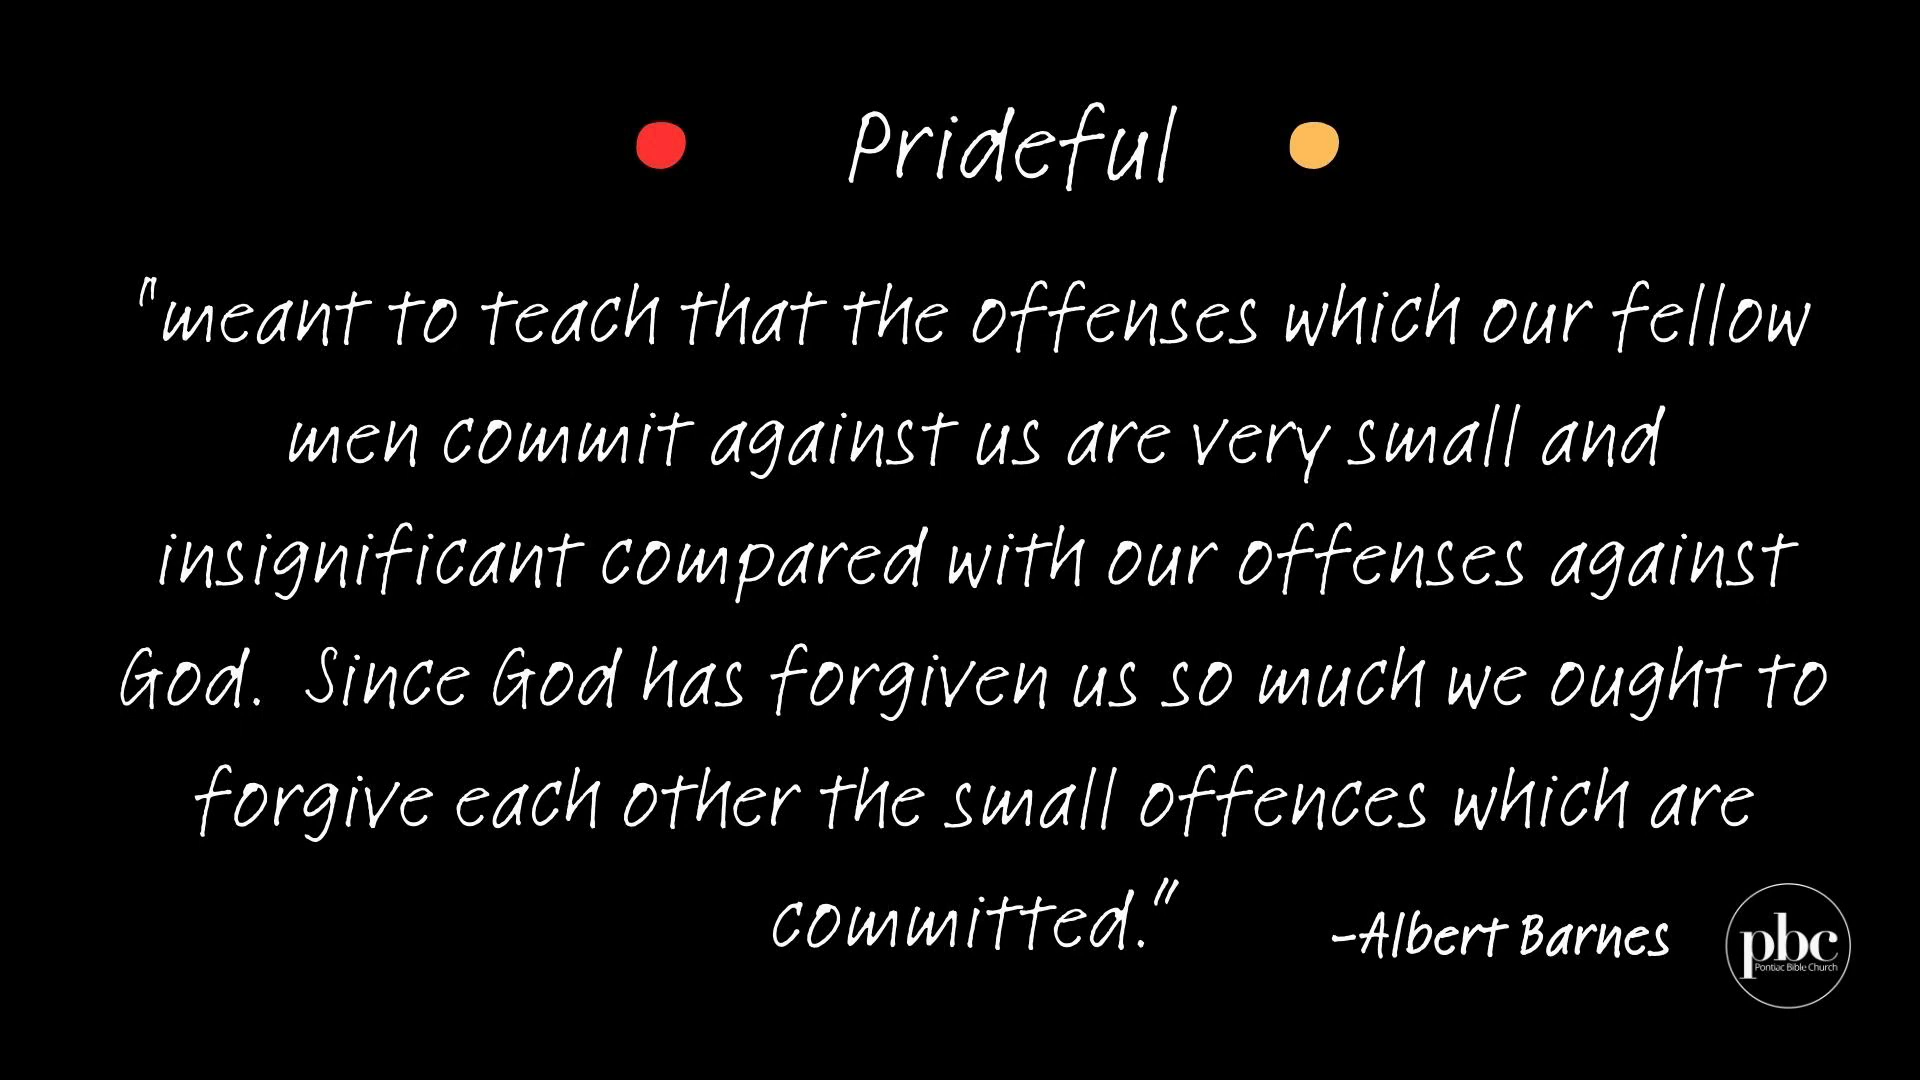 Prideful
"meant to teach that the offenses which our fellow
men commit against us are very small and
insignificant compared with our offenses against
God.  Since God has forgiven us so much we ought to
forgive each other the small offences which are
committed."
-Albert Barnes
pbc
Pontiac Bible Church